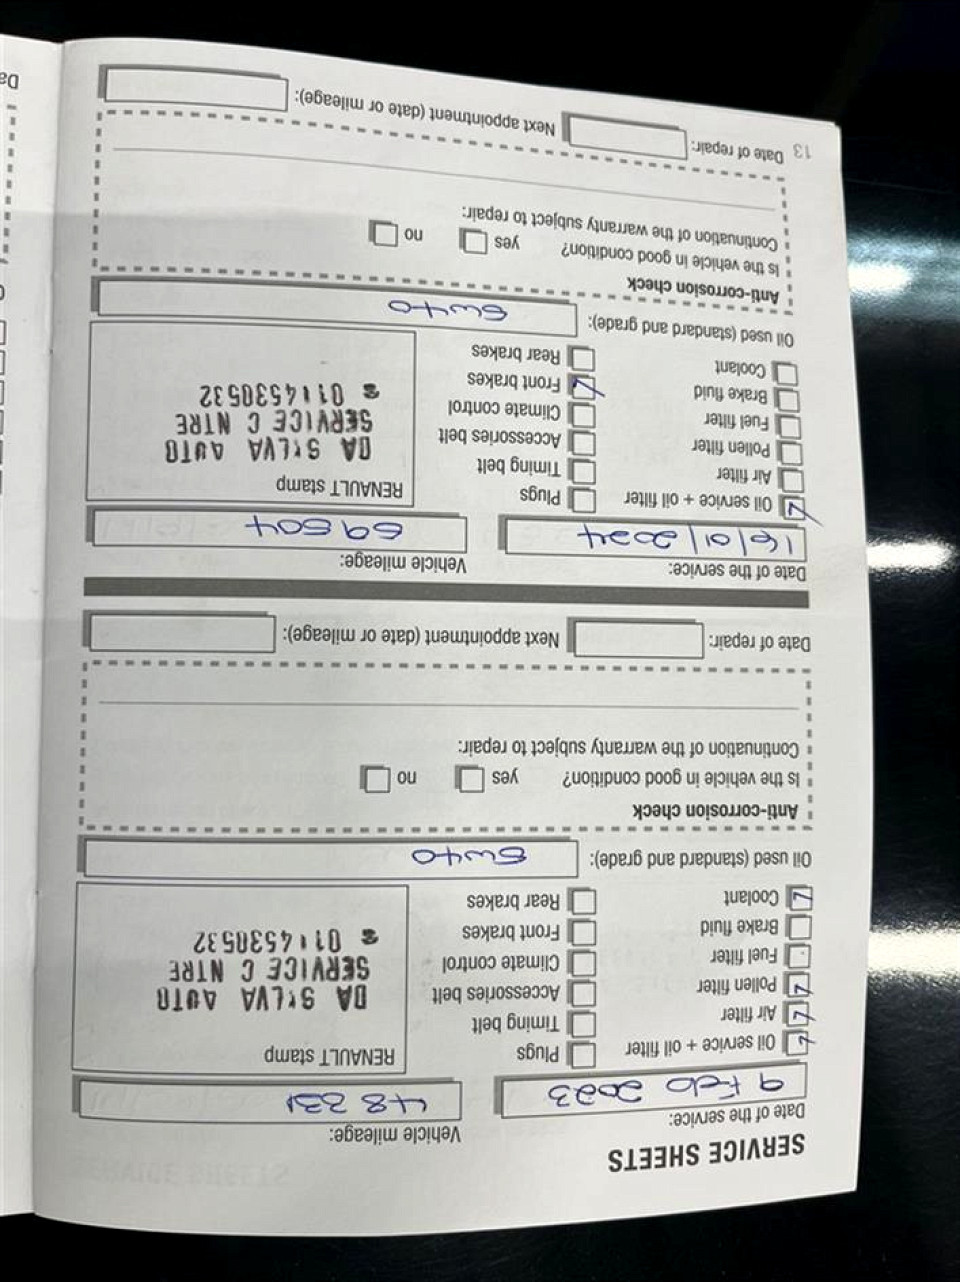 SERVICE SHEETS
Date of the service: Vehicle mileage:
9 Feb 2023 48 331
Oil service + oil filter Plugs RENAULT stamp
Air filter Timing belt
Pollen filter Accessories belt DA SILVA AUTO
Fuel filter Climate control SERVICE C NTRE
Brake fluid Front brakes 0114530532
Coolant Rear brakes
Oil used (standard and grade): 5w40
Anti-corrosion check
Is the vehicle in good condition? yes no
Continuation of the warranty subject to repair:
Date of repair: Next appointment (date or mileage):
Date of the service: Vehicle mileage:
16/01/2024 69504
Oil service + oil filter Plugs RENAULT stamp
Air filter Timing belt
Pollen filter Accessories belt DA SILVA AUTO
Fuel filter Climate control SERVICE C NTRE
Brake fluid Front brakes 0114530532
Coolant Rear brakes
Oil used (standard and grade): 5w40
Anti-corrosion check
Is the vehicle in good condition? yes no
Continuation of the warranty subject to repair:
13 Date of repair: Next appointment (date or mileage):
Da